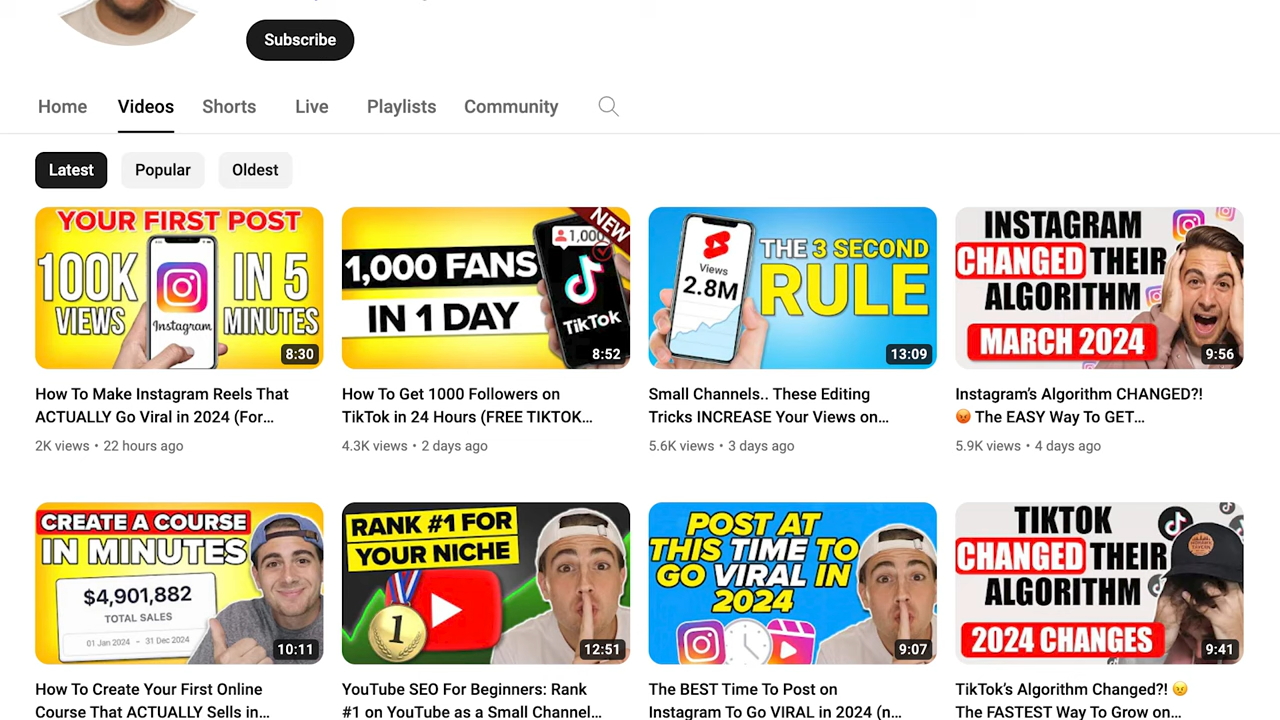 Subscribe
Home Videos Shorts Live Playlists Community
Latest Popular Oldest
YOUR FIRST POST
100K VIEWS
Instagram
IN 5 MINUTES
8:30
NEW
1,000
1,000 FANS
IN 1 DAY
TikTok
8:52
Views
2.8M
THE 3 SECOND
RULE
13:09
INSTAGRAM
CHANGED THEIR
ALGORITHM
MARCH 2024
9:56
How To Make Instagram Reels That
ACTUALLY Go Viral in 2024 (For...
2K views • 22 hours ago
How To Get 1000 Followers on
TikTok in 24 Hours (FREE TIKTOK...
4.3K views • 2 days ago
Small Channels.. These Editing
Tricks INCREASE Your Views on...
5.6K views • 3 days ago
Instagram’s Algorithm CHANGED?!
😡 The EASY Way To GET...
5.9K views • 4 days ago
CREATE A COURSE
IN MINUTES
$4,901,882
TOTAL SALES
01 Jan 2024 ~ 31 Dec 2024
10:11
RANK #1 FOR
YOUR NICHE
1
12:51
POST AT
THIS TIME TO
GO VIRAL IN
2024
9:07
TIKTOK
CHANGED THEIR
ALGORITHM
2024 CHANGES
9:41
How To Create Your First Online
Course That ACTUALLY Sells in...
YouTube SEO For Beginners: Rank
#1 on YouTube as a Small Channel...
The BEST Time To Post on
Instagram To Go VIRAL in 2024 (n...
TikTok’s Algorithm Changed?! 😠
The FASTEST Way To Grow on...